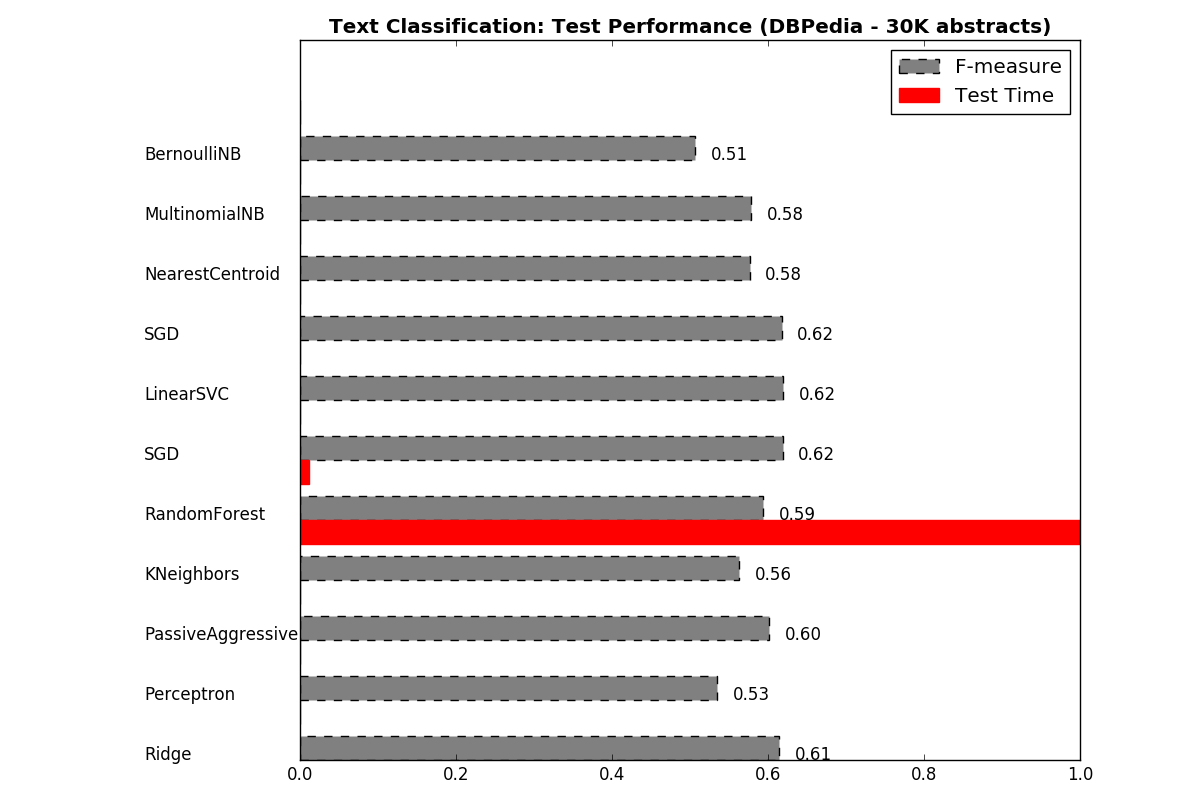 Text Classification: Test Performance (DBPedia - 30K abstracts)
F-measure
Test Time
BernoulliNB 0.51
MultinomialNB 0.58
NearestCentroid 0.58
SGD 0.62
LinearSVC 0.62
SGD 0.62
RandomForest 0.59
KNeighbors 0.56
PassiveAggressive 0.60
Perceptron 0.53
Ridge 0.61
0.0 0.2 0.4 0.6 0.8 1.0